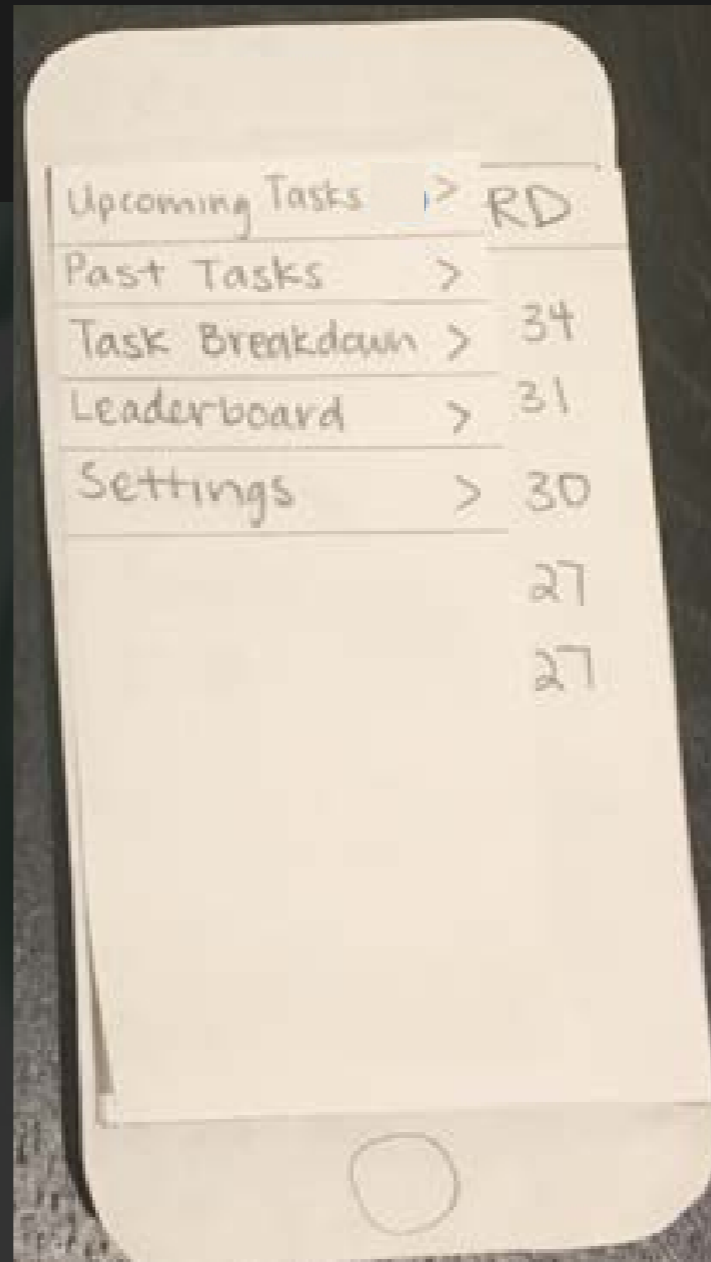 Upcoming Tasks > RD
Past Tasks >
Task Breakdown > 34
Leaderboard > 31
Settings > 30
27
27